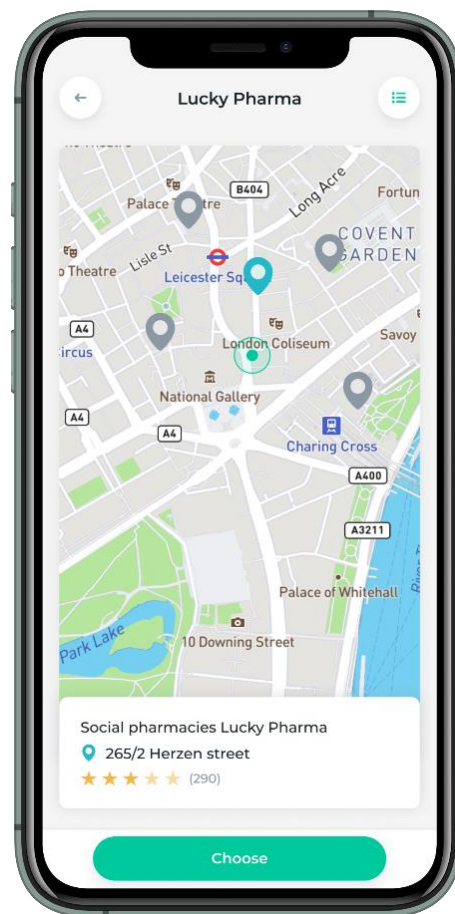 Lucky Pharma
B404
Long Acre
Fortun
Palace
COVENT
GARDEN
Lisle St
o Theatre
Leicester Sq
A4
ircus
London Coliseum
Savoy
National Gallery
A4
A4
Charing Cross
A400
A3211
Palace of Whitehall
River T
10 Downing Street
Park Lake
Social pharmacies Lucky Pharma
265/2 Herzen street
(290)
Choose